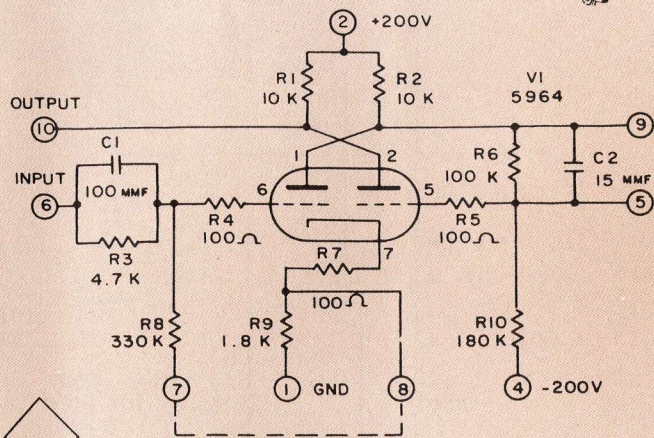 2 +200V
R1 10 K
R2 10 K
V1 5964
OUTPUT
10
9
C1
100 MMF
1
2
R6 100 K
C2 15 MMF
INPUT
6
6
5
5
R4 100Ω
R5 100Ω
R3 4.7 K
R7
7
100Ω
R8 330K
R9 1.8 K
R10 180K
7
1 GND
8
4 -200V